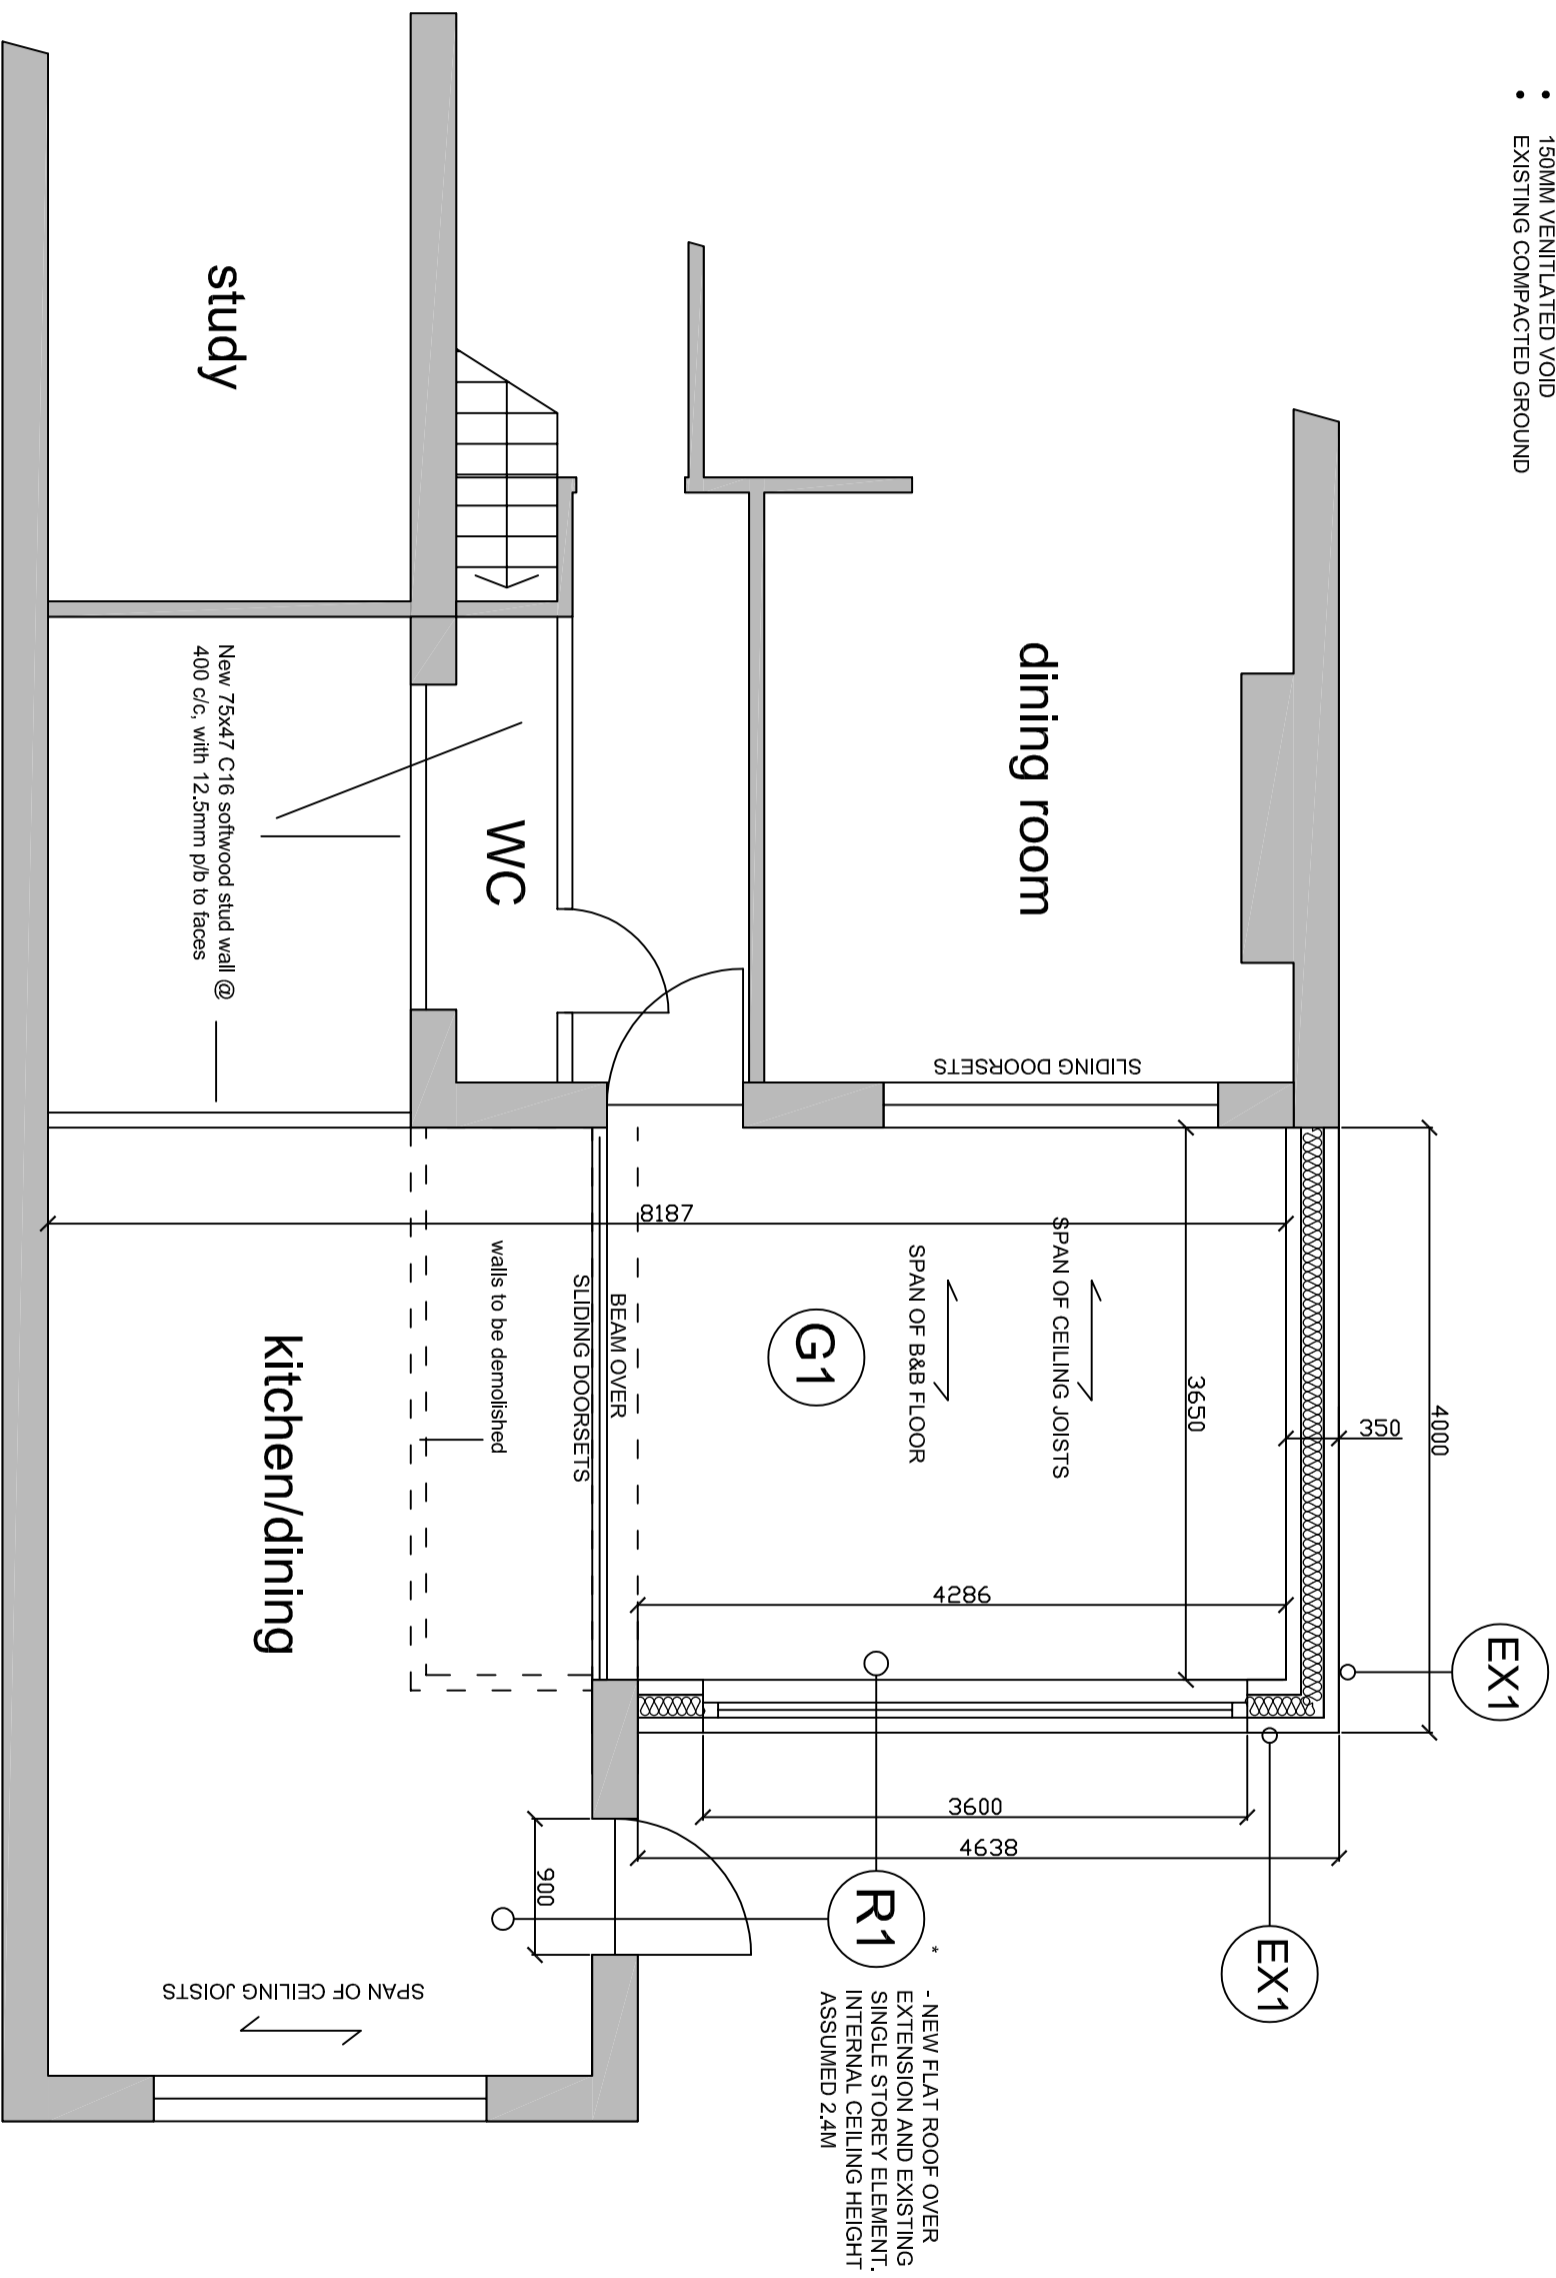 150MM VENITLATED VOID
EXISTING COMPACTED GROUND
EX1
4000
350
3650
SPAN OF CEILING JOISTS
SPAN OF B&B FLOOR
G1
8187
4286
dining room
SLIDING DOORSETS
EX1
3600
4638
R1
*
- NEW FLAT ROOF OVER
EXTENSION AND EXISTING
SINGLE STOREY ELEMENT.
INTERNAL CEILING HEIGHT
ASSUMED 2.4M
BEAM OVER
SLIDING DOORSETS
900
WC
walls to be demolished
kitchen/dining
study
New 75x47 C16 softwood stud wall @
400 c/c, with 12.5mm p/b to faces
SPAN OF CEILING JOISTS